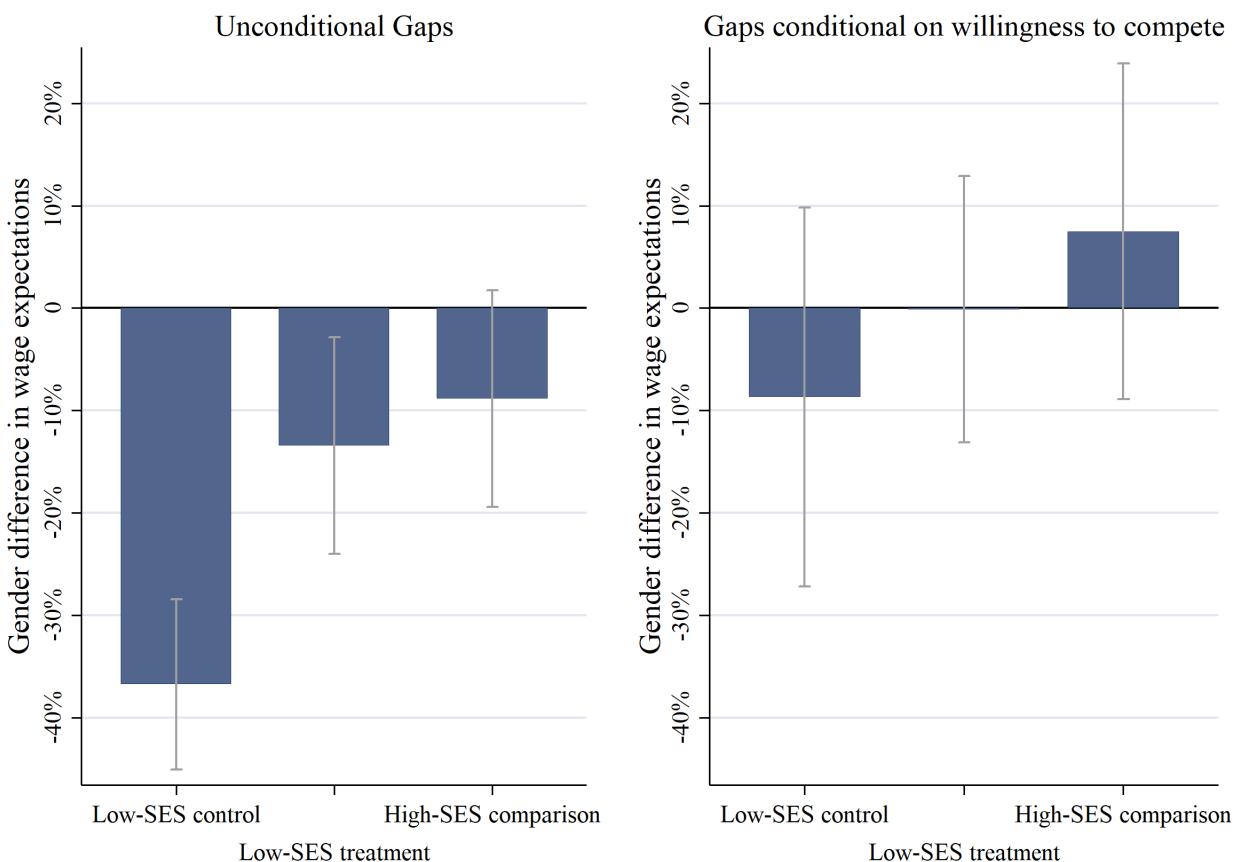 Unconditional Gaps
Gender difference in wage expectations
20%
10%
0
-10%
-20%
-30%
-40%
Low-SES control
High-SES comparison
Low-SES treatment
Gaps conditional on willingness to compete
Gender difference in wage expectations
20%
10%
0
-10%
-20%
-30%
-40%
Low-SES control
High-SES comparison
Low-SES treatment